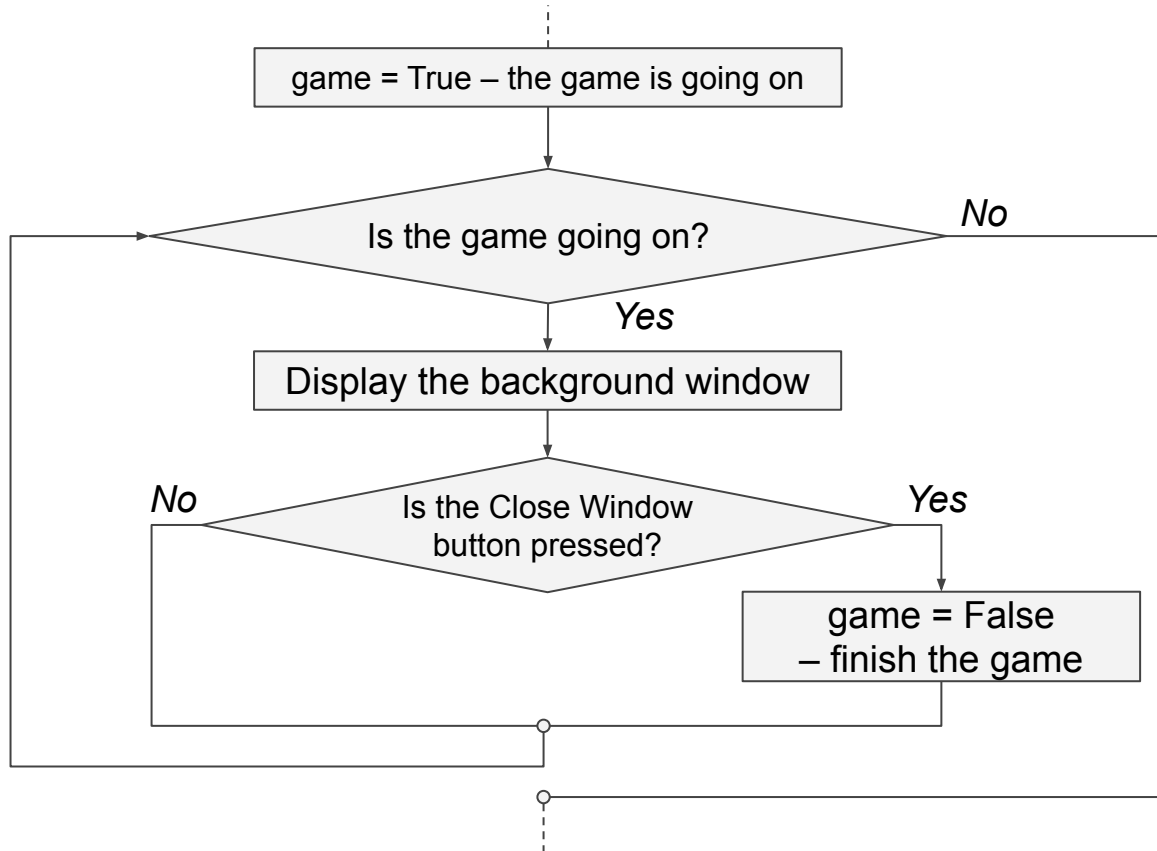 game = True – the game is going on
Is the game going on?
No
Yes
Display the background window
No
Is the Close Window
button pressed?
Yes
game = False
– finish the game